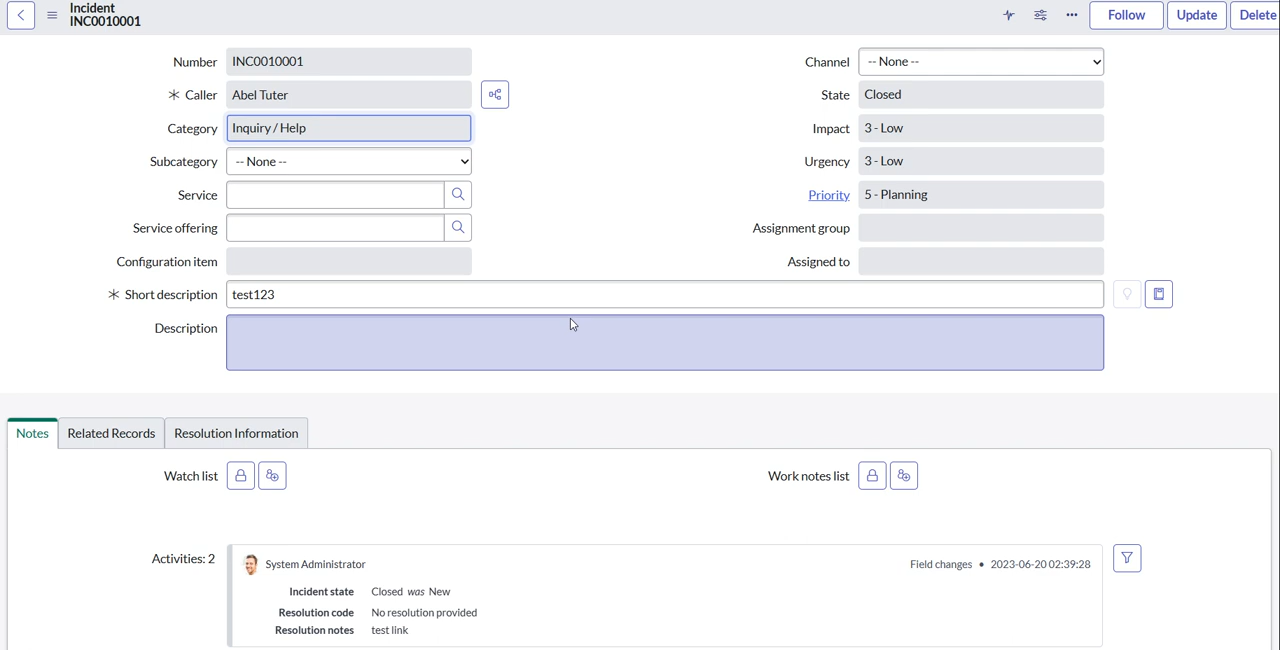 Incident
INC0010001
Follow
Update
Delete
Number INC0010001
Channel -- None --
Caller Abel Tuter
State Closed
Category Inquiry / Help
Impact 3 - Low
Subcategory -- None --
Urgency 3 - Low
Service
Priority 5 - Planning
Service offering
Assignment group
Configuration item
Assigned to
Short description test123
Description
Notes
Related Records
Resolution Information
Watch list
Work notes list
Activities: 2
System Administrator
Field changes • 2023-06-20 02:39:28
Incident state Closed was New
Resolution code No resolution provided
Resolution notes test link